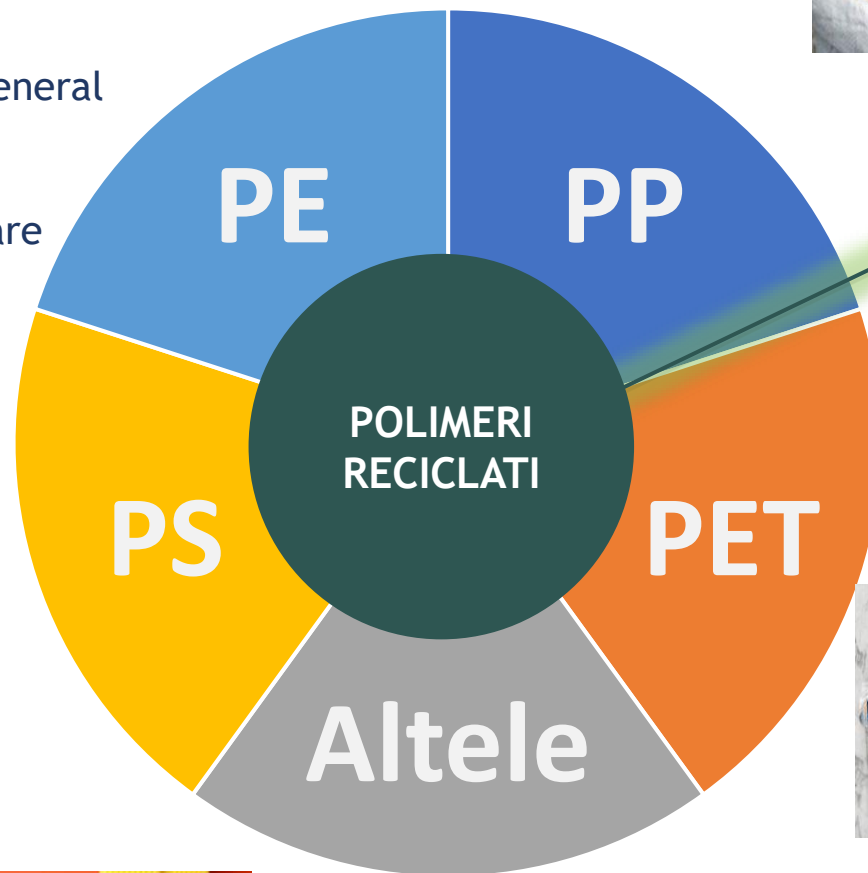 eneral
PE
PP
are
POLIMERI
RECICLATI
PS
PET
Altele